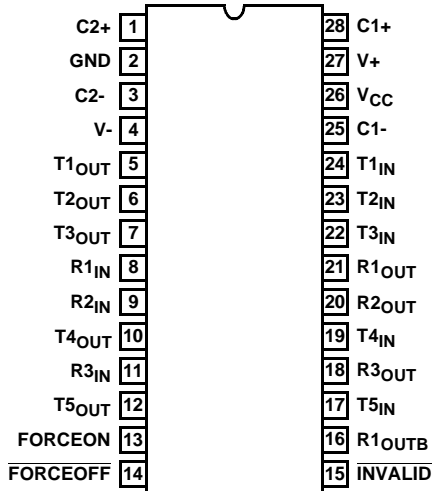 C2+ 1 28 C1+
GND 2 27 V+
C2- 3 26 VCC
V- 4 25 C1-
T1OUT 5 24 T1IN
T2OUT 6 23 T2IN
T3OUT 7 22 T3IN
R1IN 8 21 R1OUT
R2IN 9 20 R2OUT
T4OUT 10 19 T4IN
R3IN 11 18 R3OUT
T5OUT 12 17 T5IN
FORCEON 13 16 R1OUTB
FORCEOFF 14 15 INVALID